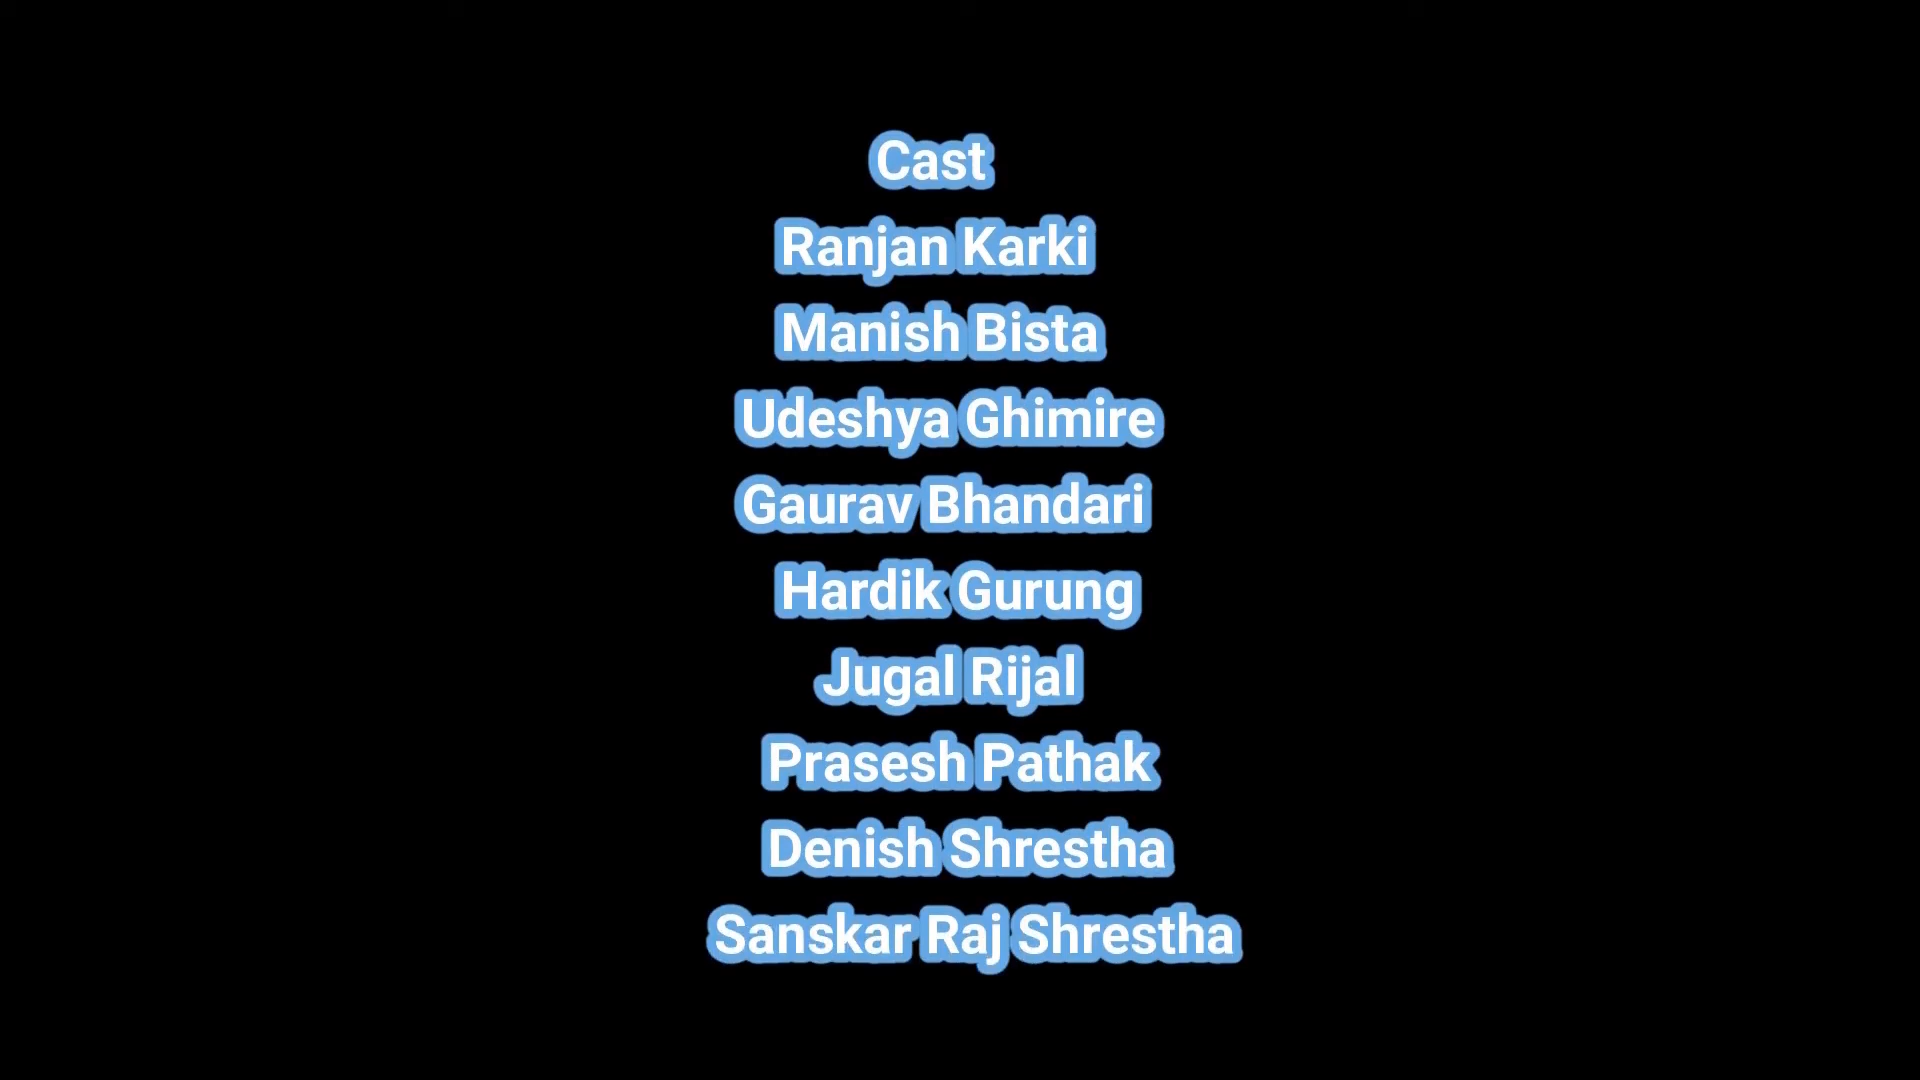 Cast
Ranjan Karki
Manish Bista
Udeshya Ghimire
Gaurav Bhandari
Hardik Gurung
Jugal Rijal
Prasesh Pathak
Denish Shrestha
Sanskar Raj Shrestha